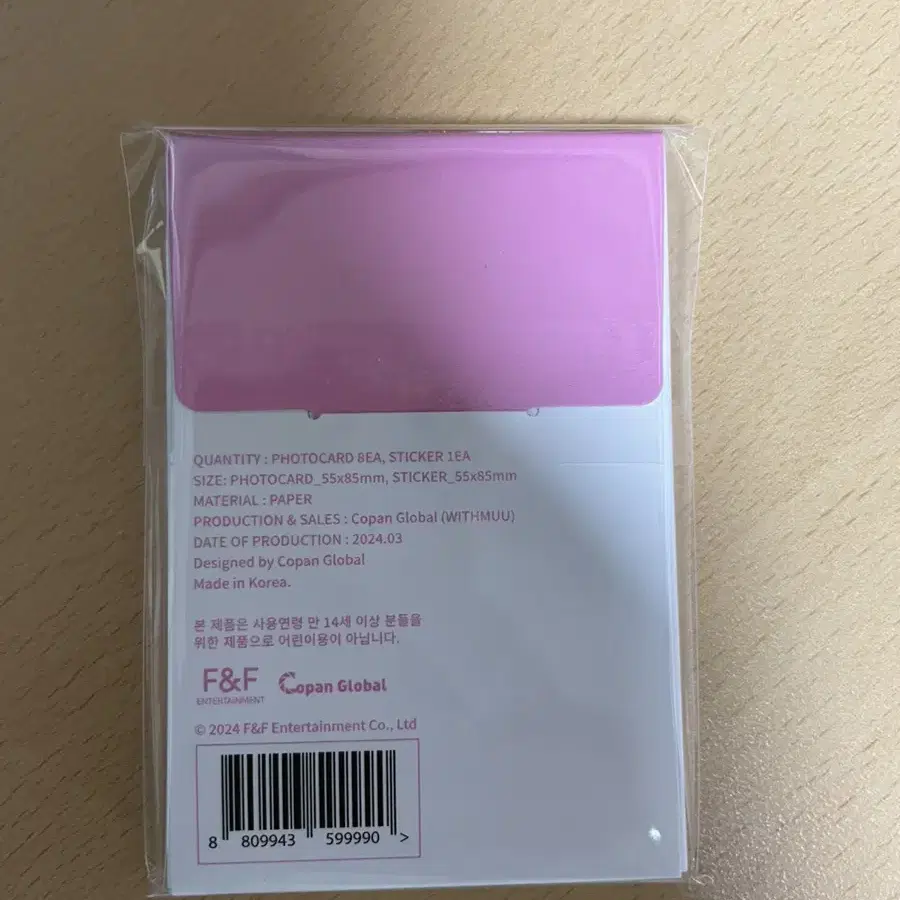 QUANTITY : PHOTOCARD 8EA, STICKER 1EA
SIZE: PHOTOCARD_55x85mm, STICKER_55x85mm
MATERIAL : PAPER
PRODUCTION & SALES : Copan Global (WITHMUU)
DATE OF PRODUCTION : 2024.03
Designed by Copan Global
Made in Korea.
본 제품은 사용연령 만 14세 이상 분들을
위한 제품으로 어린이용이 아닙니다.
F&F Copan Global
ENTERTAINMENT
© 2024 F&F Entertainment Co., Ltd
8 809943 599990 >